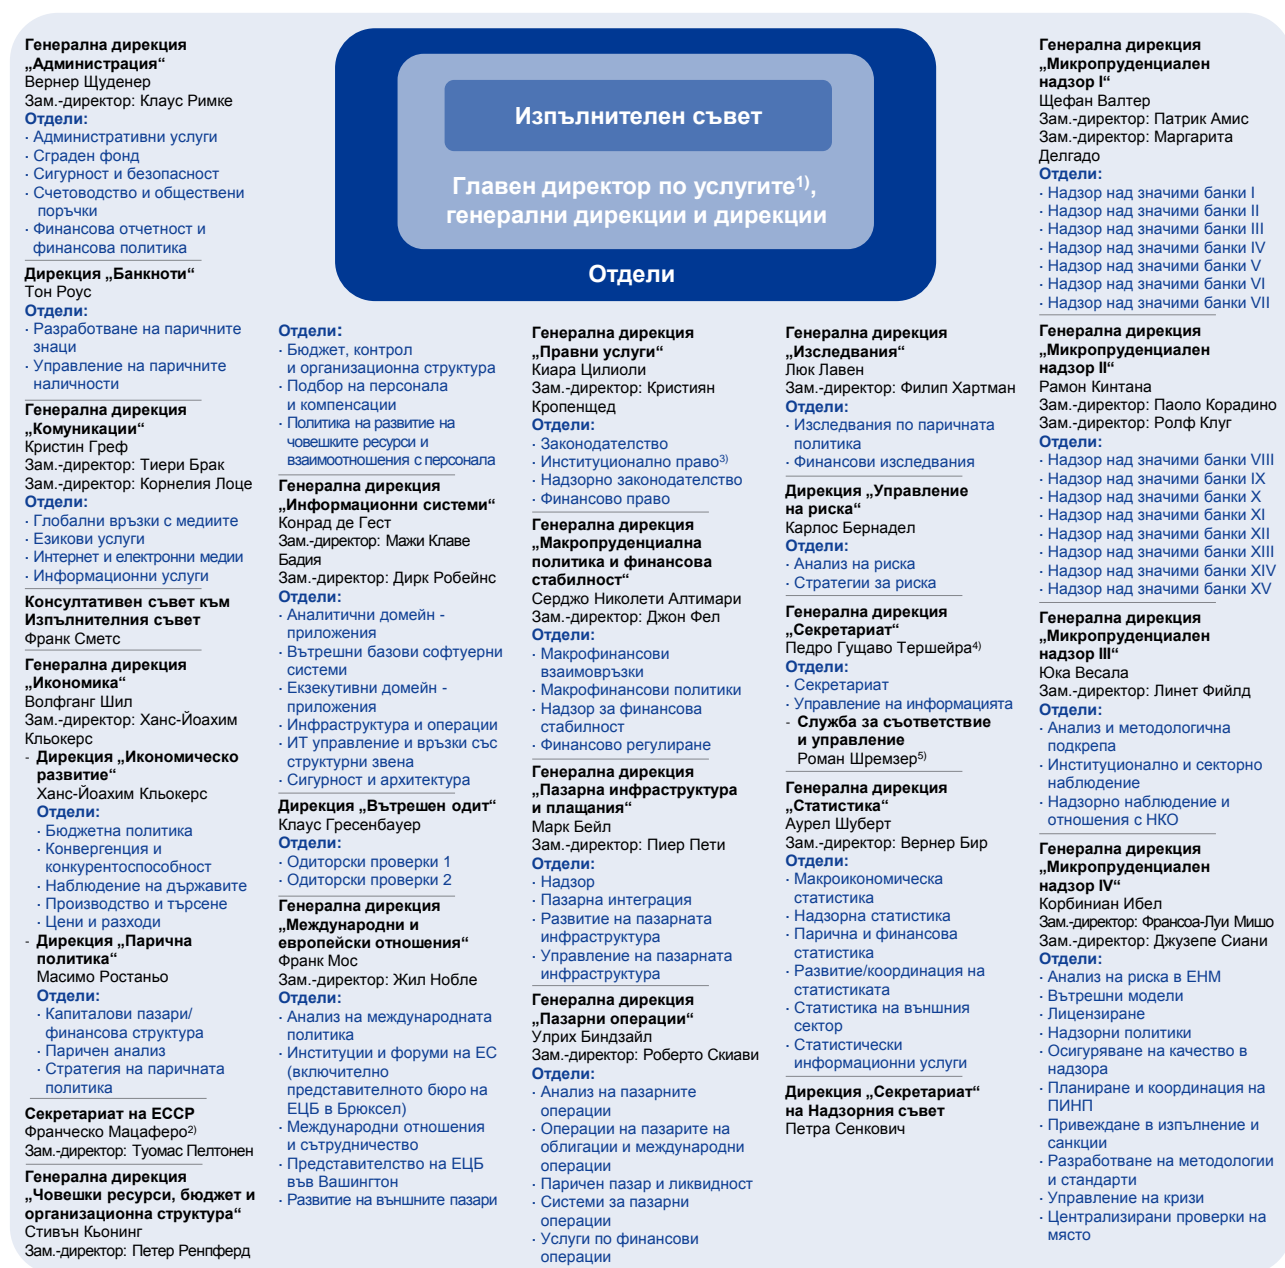 Генерална дирекция
„Администрация“
Вернер Щуденер
Зам.-директор: Клаус Римке
Отдели:
· Административни услуги
· Сграден фонд
· Сигурност и безопасност
· Счетоводство и обществени
поръчки
· Финансова отчетност и
финансова политика
Дирекция „Банкноти“
Тон Роус
Отдели:
· Разработване на паричните
знаци
· Управление на паричните
наличности
Генерална дирекция
„Комуникации“
Кристин Греф
Зам.-директор: Тиери Брак
Зам.-директор: Корнелия Лоце
Отдели:
· Глобални връзки с медиите
· Езикови услуги
· Интернет и електронни медии
· Информационни услуги
Консултативен съвет към
Изпълнителния съвет
Франк Сметс
Генерална дирекция
„Икономика“
Волфганг Шил
Зам.-директор: Ханс-Йоахим
Кльокерс
- Дирекция „Икономическо
развитие“
Ханс-Йоахим Кльокерс
Отдели:
· Бюджетна политика
· Конвергенция и
конкурентоспособност
· Наблюдение на държавите
· Производство и търсене
· Цени и разходи
- Дирекция „Парична
политика“
Масимо Ростаньо
Отдели:
· Капиталови пазари/
финансова структура
· Паричен анализ
· Стратегия на паричната
политика
Секретариат на ЕССР
Франческо Мацаферо2)
Зам.-директор: Туомас Пелтонен
Генерална дирекция
„Човешки ресурси, бюджет и
организационна структура“
Стивън Кьонинг
Зам.-директор: Петер Ренпферд
Изпълнителен съвет
Главен директор по услугите1),
генерални дирекции и дирекции
Отдели
Отдели:
· Бюджет, контрол
и организационна структура
· Подбор на персонала
и компенсации
· Политика на развитие на
човешките ресурси и
взаимоотношения с персонала
Генерална дирекция
„Информационни системи“
Конрад де Гест
Зам.-директор: Мажи Клаве
Бадия
Зам.-директор: Дирк Робейнс
Отдели:
· Аналитични домейн -
приложения
· Вътрешни базови софтуерни
системи
· Екзекутивни домейн -
приложения
· Инфраструктура и операции
· ИТ управление и връзки със
структурни звена
· Сигурност и архитектура
Дирекция „Вътрешен одит“
Клаус Гресенбауер
Отдели:
· Одиторски проверки 1
· Одиторски проверки 2
Генерална дирекция
„Международни и
европейски отношения“
Франк Мос
Зам.-директор: Жил Нобле
Отдели:
· Анализ на международната
политика
· Институции и форуми на ЕС
(включително
представителното бюро на
ЕЦБ в Брюксел)
· Международни отношения
и сътрудничество
· Представителство на ЕЦБ
във Вашингтон
· Развитие на външните пазари
Генерална дирекция
„Правни услуги“
Киара Цилиоли
Зам.-директор: Кристиян
Кропенщед
Отдели:
· Законодателство
· Институционално право3)
· Надзорно законодателство
· Финансово право
Генерална дирекция
„Макропруденциална
политика и финансова
стабилност“
Серджо Николети Алтимари
Зам.-директор: Джон Фел
Отдели:
· Макрофинансови
взаимовръзки
· Макрофинансови политики
· Надзор за финансова
стабилност
· Финансово регулиране
Генерална дирекция
„Пазарна инфраструктура
и плащания“
Марк Бейл
Зам.-директор: Пиер Пети
Отдели:
· Надзор
· Пазарна интеграция
· Развитие на пазарната
инфраструктура
· Управление на пазарната
инфраструктура
Генерална дирекция
„Пазарни операции“
Улрих Биндзайл
Зам.-директор: Роберто Скиави
Отдели:
· Анализ на пазарните
операции
· Операции на пазарите на
облигации и международни
операции
· Паричен пазар и ликвидност
· Системи за пазарни
операции
· Услуги по финансови
операции
Генерална дирекция
„Изследвания“
Люк Лавен
Зам.-директор: Филип Хартман
Отдели:
· Изследвания по паричната
политика
· Финансови изследвания
Дирекция „Управление
на риска“
Карлос Бернадел
Отдели:
· Анализ на риска
· Стратегии за риска
Генерална дирекция
„Секретариат“
Педро Гущаво Тершейра4)
Отдели:
· Секретариат
· Управление на информацията
- Служба за съответствие
и управление
Роман Шремзер5)
Генерална дирекция
„Статистика“
Аурел Шуберт
Зам.-директор: Вернер Бир
Отдели:
· Макроикономическа
статистика
· Надзорна статистика
· Парична и финансова
статистика
· Развитие/координация на
статистиката
· Статистика на външния
сектор
· Статистически
информационни услуги
Дирекция „Секретариат“
на Надзорния съвет
Петра Сенкович
Генерална дирекция
„Микропруденциален
надзор I“
Щефан Валтер
Зам.-директор: Патрик Амис
Зам.-директор: Маргарита
Делгадо
Отдели:
· Надзор над значими банки I
· Надзор над значими банки II
· Надзор над значими банки III
· Надзор над значими банки IV
· Надзор над значими банки V
· Надзор над значими банки VI
· Надзор над значими банки VII
Генерална дирекция
„Микропруденциален
надзор II“
Рамон Кинтана
Зам.-директор: Паоло Корадино
Зам.-директор: Ролф Клуг
Отдели:
· Надзор над значими банки VIII
· Надзор над значими банки IX
· Надзор над значими банки X
· Надзор над значими банки XI
· Надзор над значими банки XII
· Надзор над значими банки XIII
· Надзор над значими банки XIV
· Надзор над значими банки XV
Генерална дирекция
„Микропруденциален
надзор III“
Юка Весала
Зам.-директор: Линет Фийлд
Отдели:
· Анализ и методологична
подкрепа
· Институционално и секторно
наблюдение
· Надзорно наблюдение и
отношения с НКО
Генерална дирекция
„Микропруденциален
надзор IV“
Корбиниан Ибел
Зам.-директор: Франсоа-Луи Мишо
Зам.-директор: Джузепе Сиани
Отдели:
· Анализ на риска в ЕНМ
· Вътрешни модели
· Лицензиране
· Надзорни политики
· Осигуряване на качество в
надзора
· Планиране и координация на
ПИНП
· Привеждане в изпълнение и
санкции
· Разработване на методологии
и стандарти
· Управление на кризи
· Централизирани проверки на
място